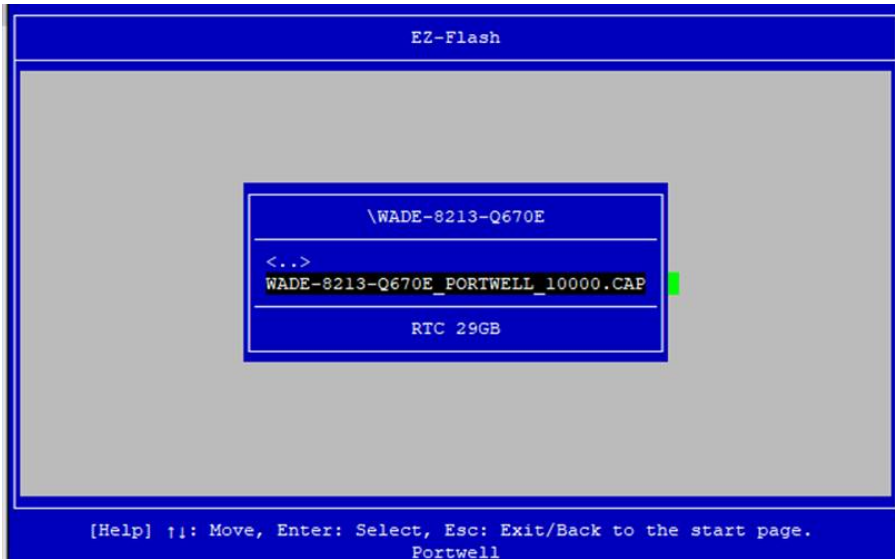 EZ-Flash
\WADE-8213-Q670E
<..>
WADE-8213-Q670E_PORTWELL_10000.CAP
RTC 29GB
[Help] ↑↓: Move, Enter: Select, Esc: Exit/Back to the start page.
Portwell